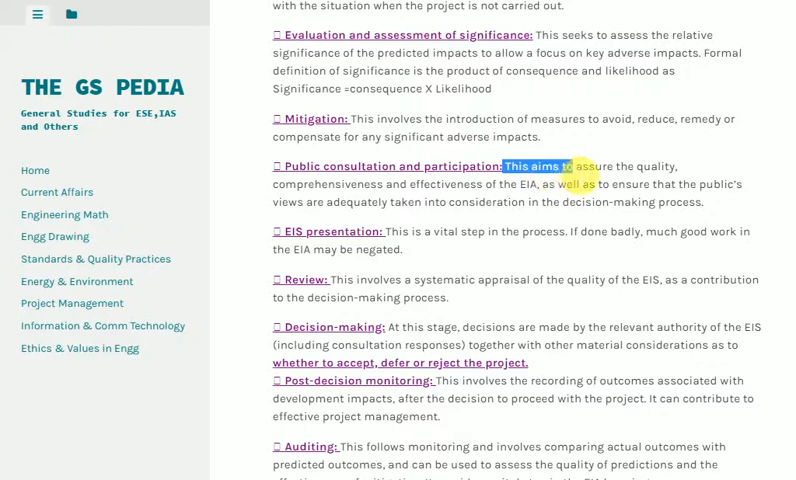 THE GS PEDIA
General Studies for ESE,IAS
and Others
Home
Current Affairs
Engineering Math
Engg Drawing
Standards & Quality Practices
Energy & Environment
Project Management
Information & Comm Technology
Ethics & Values in Engg
with the situation when the project is not carried out.
Evaluation and assessment of significance: This seeks to assess the relative
significance of the predicted impacts to allow a focus on key adverse impacts. Formal
definition of significance is the product of consequence and likelihood as
Significance =consequence X Likelihood
Mitigation: This involves the introduction of measures to avoid, reduce, remedy or
compensate for any significant adverse impacts.
Public consultation and participation: This aims to assure the quality,
comprehensiveness and effectiveness of the EIA, as well as to ensure that the public's
views are adequately taken into consideration in the decision-making process.
EIS presentation: This is a vital step in the process. If done badly, much good work in
the EIA may be negated.
Review: This involves a systematic appraisal of the quality of the EIS, as a contribution
to the decision-making process.
Decision-making: At this stage, decisions are made by the relevant authority of the EIS
(including consultation responses) together with other material considerations as to
whether to accept, defer or reject the project.
Post-decision monitoring: This involves the recording of outcomes associated with
development impacts, after the decision to proceed with the project. It can contribute to
effective project management.
Auditing: This follows monitoring and involves comparing actual outcomes with
predicted outcomes, and can be used to assess the quality of predictions and the